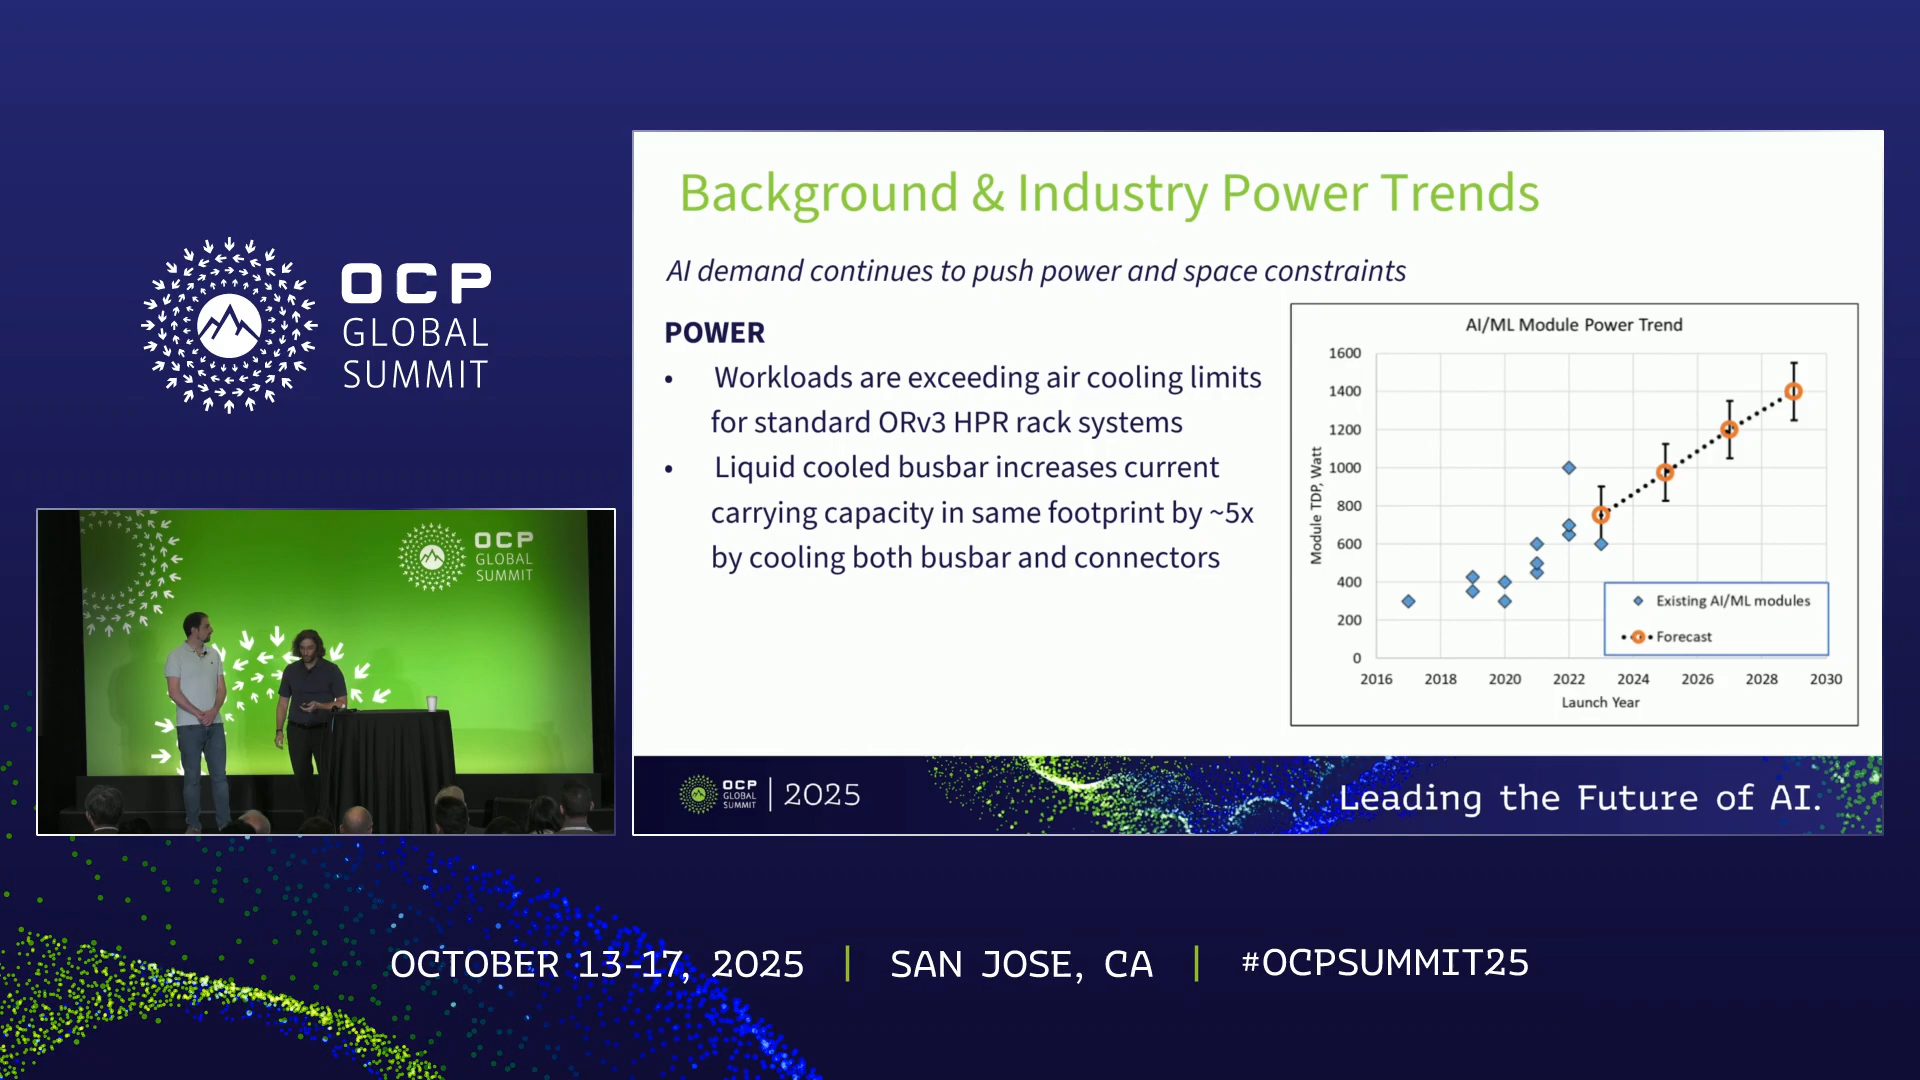 OCP
GLOBAL
SUMMIT
OCP
GLOBAL
SUMMIT
Background & Industry Power Trends
AI demand continues to push power and space constraints
POWER
• Workloads are exceeding air cooling limits
for standard ORv3 HPR rack systems
• Liquid cooled busbar increases current
carrying capacity in same footprint by ~5x
by cooling both busbar and connectors
AI/ML Module Power Trend
Module TDP, Watt
1600
1400
1200
1000
800
600
400
200
0
2016 2018 2020 2022 2024 2026 2028 2030
Launch Year
Existing AI/ML modules
Forecast
OCP
GLOBAL
SUMMIT
2025
Leading the Future of AI.
OCTOBER 13-17, 2025 | SAN JOSE, CA | #OCPSUMMIT25